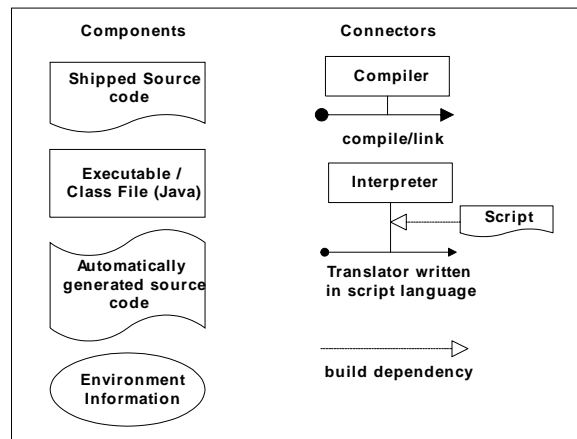 Components
Shipped Source
code
Executable /
Class File (Java)
Automatically
generated source
code
Environment
Information
Connectors
Compiler
compile/link
Interpreter
Script
Translator written
in script language
build dependency